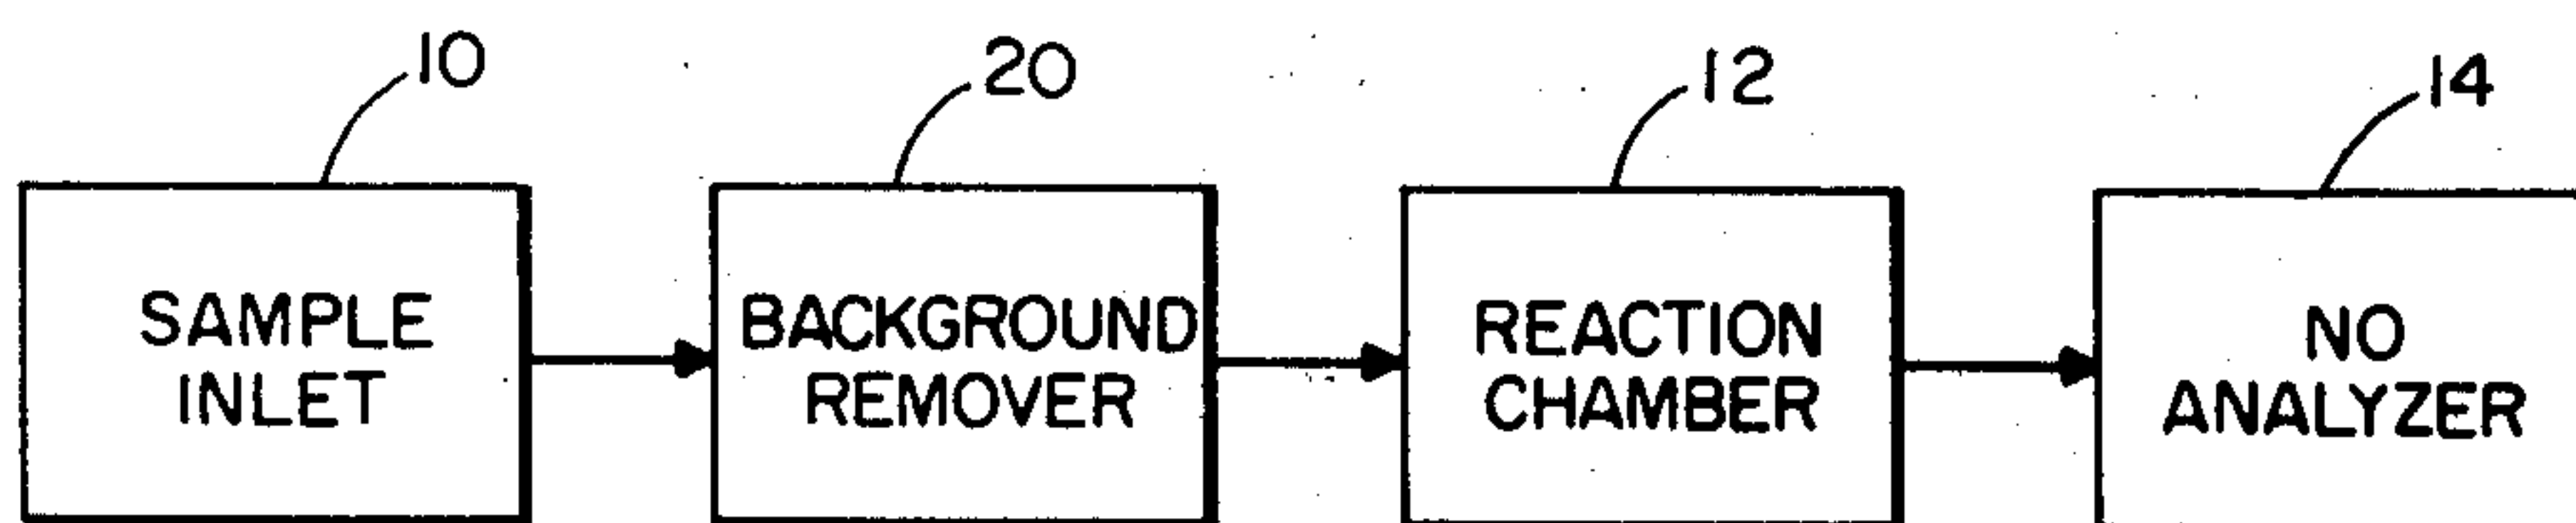 10
20
12
14
SAMPLE
INLET
BACKGROUND
REMOVER
REACTION
CHAMBER
NO
ANALYZER